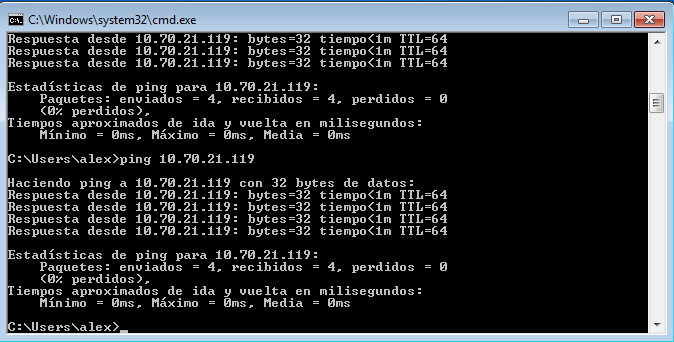 C:\Windows\system32\cmd.exe
Respuesta desde 10.70.21.119: bytes=32 tiempo<1m TTL=64
Respuesta desde 10.70.21.119: bytes=32 tiempo<1m TTL=64
Respuesta desde 10.70.21.119: bytes=32 tiempo<1m TTL=64
Estadísticas de ping para 10.70.21.119:
Paquetes: enviados = 4, recibidos = 4, perdidos = 0
(0% perdidos),
Tiempos aproximados de ida y vuelta en milisegundos:
Mínimo = 0ms, Máximo = 0ms, Media = 0ms
C:\Users\alex>ping 10.70.21.119
Haciendo ping a 10.70.21.119 con 32 bytes de datos:
Respuesta desde 10.70.21.119: bytes=32 tiempo<1m TTL=64
Respuesta desde 10.70.21.119: bytes=32 tiempo<1m TTL=64
Respuesta desde 10.70.21.119: bytes=32 tiempo<1m TTL=64
Respuesta desde 10.70.21.119: bytes=32 tiempo<1m TTL=64
Estadísticas de ping para 10.70.21.119:
Paquetes: enviados = 4, recibidos = 4, perdidos = 0
(0% perdidos),
Tiempos aproximados de ida y vuelta en milisegundos:
Mínimo = 0ms, Máximo = 0ms, Media = 0ms
C:\Users\alex>_